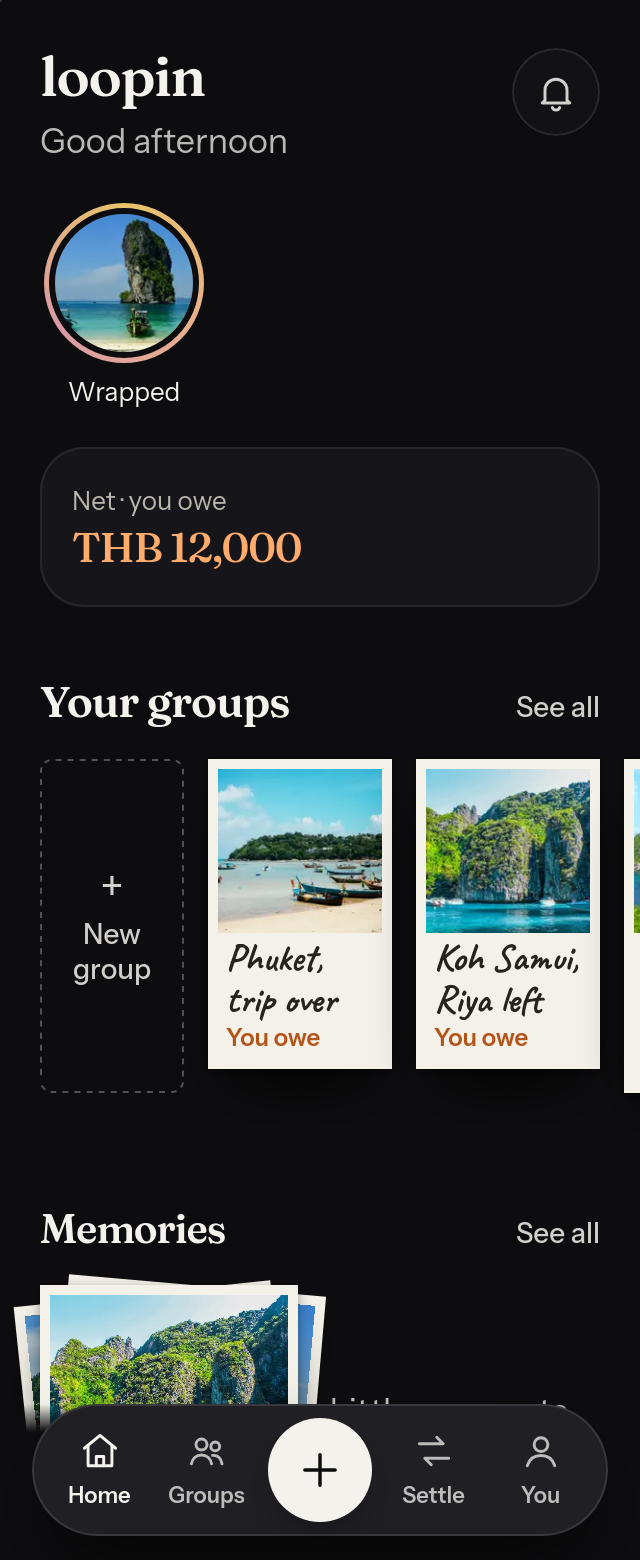 loopin
Good afternoon
Wrapped
Net · you owe
THB 12,000
Your groups
See all
+
New
group
Phuket,
trip over
You owe
Koh Samui,
Riya left
You owe
Memories
See all
Home
Groups
Settle
You